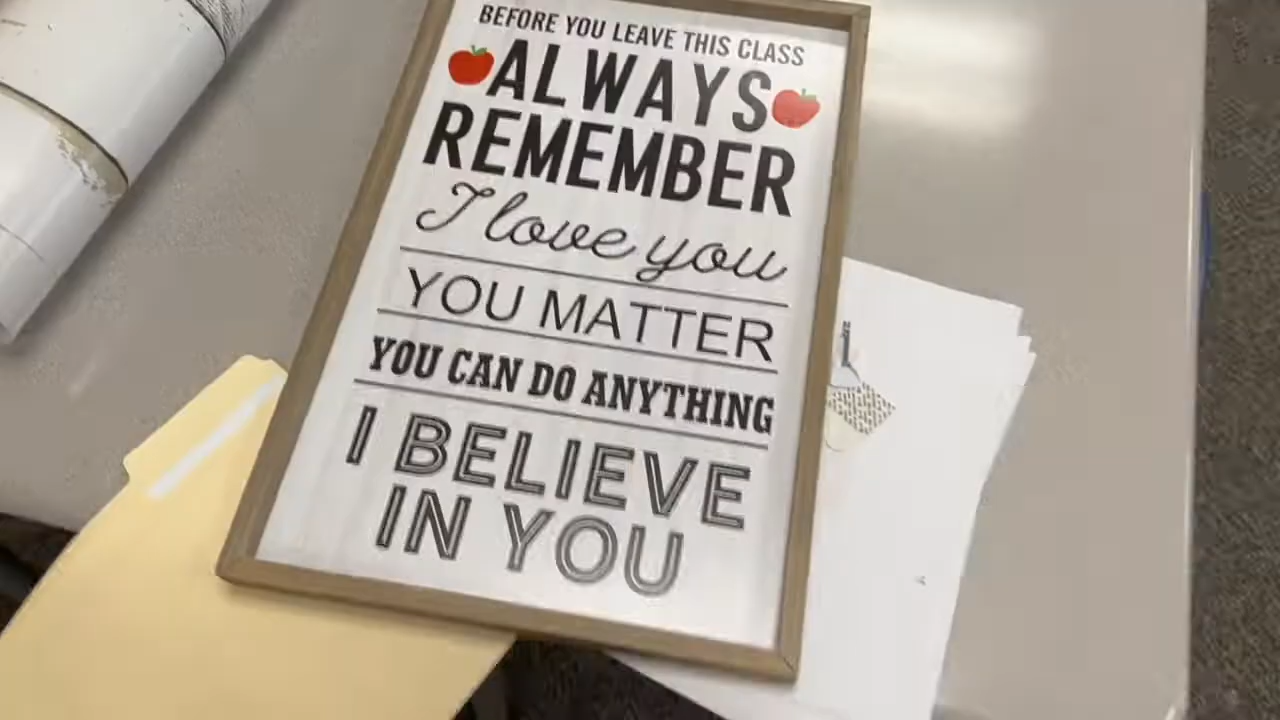 BEFORE YOU LEAVE THIS CLASS
ALWAYS
REMEMBER
I love you
YOU MATTER
YOU CAN DO ANYTHING
I BELIEVE
IN YOU